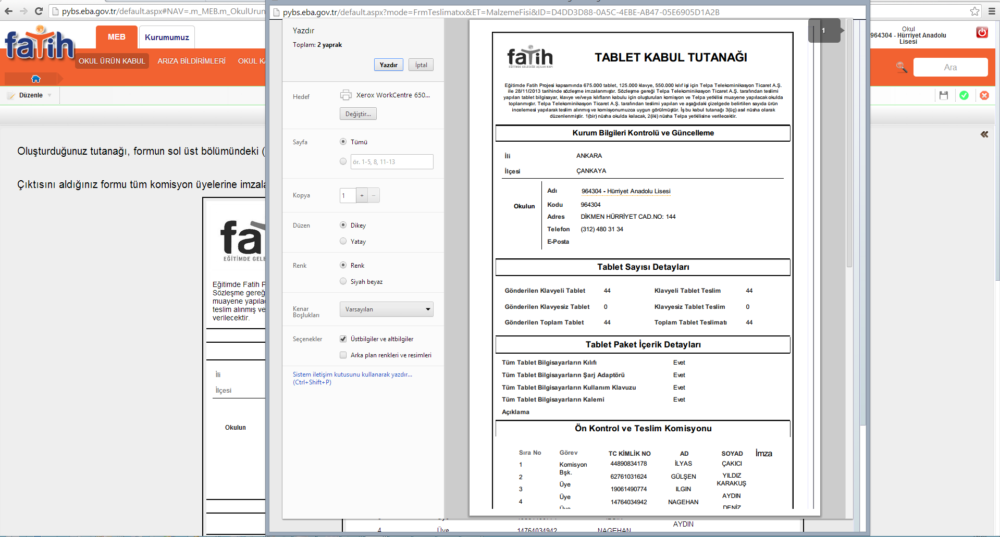 pybs.eba.gov.tr/default.aspx#NAV=.m_MEB.m_OkulUrun
pybs.eba.gov.tr/default.aspx?mode=FrmTeslimatxx&ET=MalzemeFisi&ID=D4DD3D88-0A5C-4EBE-AB47-05E6905D1A2B
fatih
MEB
Kurumumuz
OKUL ÜRÜN KABUL
ARIZA BİLDİRİMLERİ
OKUL KA
Okul
964304 - Hürriyet Anadolu
Lisesi
Ara
Düzenle
Oluşturduğunuz tutanağı, formun sol üst bölümündeki (
Çıktısını aldığınız formu tüm komisyon üyelerine imzala
EĞİTİMDE GELE
Eğitimde Fatih P
Sözleşme gereğ
muayene yapılac
teslim alınmış ve
verilecektir.
İli
İlçesi
Okulun
Yazdır
Toplam: 2 yaprak
Yazdır
İptal
Hedef
Xerox WorkCentre 650...
Değiştir...
Sayfa
Tümü
ör. 1-5, 8, 11-13
Kopya
1
+
−
Düzen
Dikey
Yatay
Renk
Renk
Siyah beyaz
Kenar
Boşlukları
Varsayılan
Seçenekler
Üstbilgiler ve altbilgiler
Arka plan renkleri ve resimleri
Sistem iletişim kutusunu kullanarak yazdır...
(Ctrl+Shift+P)
1
fatih
EĞİTİMDE GELECEĞE AÇILAN KAPI
TABLET KABUL TUTANAĞI
Eğitimde Fatih Projesi kapsamında 675.000 tablet, 125.000 klavye, 550.000 kılıf işi için Telpa Telekominikasyon Ticaret A.Ş.
ile 28/11/2013 tarihinde sözleşme imzalanmıştır. Sözleşme gereği Telpa Telekominikasyon Ticaret A.Ş. tarafından teslimi
yapılan tablet bilgisayar, klavye ve/veya kılıfların kabulu için oluşturulan komisyon ve Telpa yetkilisi muayene yapılacak okulda
toplanmıştır. Telpa Telekominikasyon Ticaret A.Ş. tarafından teslimi yapılan ve aşağıdaki çizelgede belirtilen sayıda ürün
incelemesi yapılarak teslim alınmış ve komisyonumuzca uygun görülmüştür. İş bu kabul tutanağı 3(üç) asıl nüsha olarak
düzenlenmiştir. 1(bir) nüsha okulda kalacak, 2(iki) nüsha Telpa yetkilisine verilecektir.
Kurum Bilgileri Kontrolü ve Güncelleme
İli ANKARA
İlçesi ÇANKAYA
Okulun
Adı 964304 - Hürriyet Anadolu Lisesi
Kodu 964304
Adres DİKMEN HÜRRİYET CAD.NO: 144
Telefon (312) 480 31 34
E-Posta
Tablet Sayısı Detayları
Gönderilen Klavyeli Tablet 44 Klavyeli Tablet Teslim 44
Gönderilen Klavyesiz Tablet 0 Klavyesiz Tablet Teslim 0
Gönderilen Toplam Tablet 44 Toplam Tablet Teslimatı 44
Tablet Paket İçerik Detayları
Tüm Tablet Bilgisayarların Kılıfı Evet
Tüm Tablet Bilgisayarların Şarj Adaptörü Evet
Tüm Tablet Bilgisayarların Kullanım Klavuzu Evet
Tüm Tablet Bilgisayarların Kalemi Evet
Açıklama
Ön Kontrol ve Teslim Komisyonu
Sıra No Görev TC KİMLİK NO AD SOYAD İmza
1 Komisyon Bşk. 44890834178 İLYAS ÇAKICI
2 Üye 62761031624 GÜLŞEN YILDIZ KARAKUŞ
3 Üye 19061490774 ILGIN AYDIN
4 Üye 14764034942 NAGEHAN DENİZ
AYDIN
4 Üye 14764034942 NAGEHAN